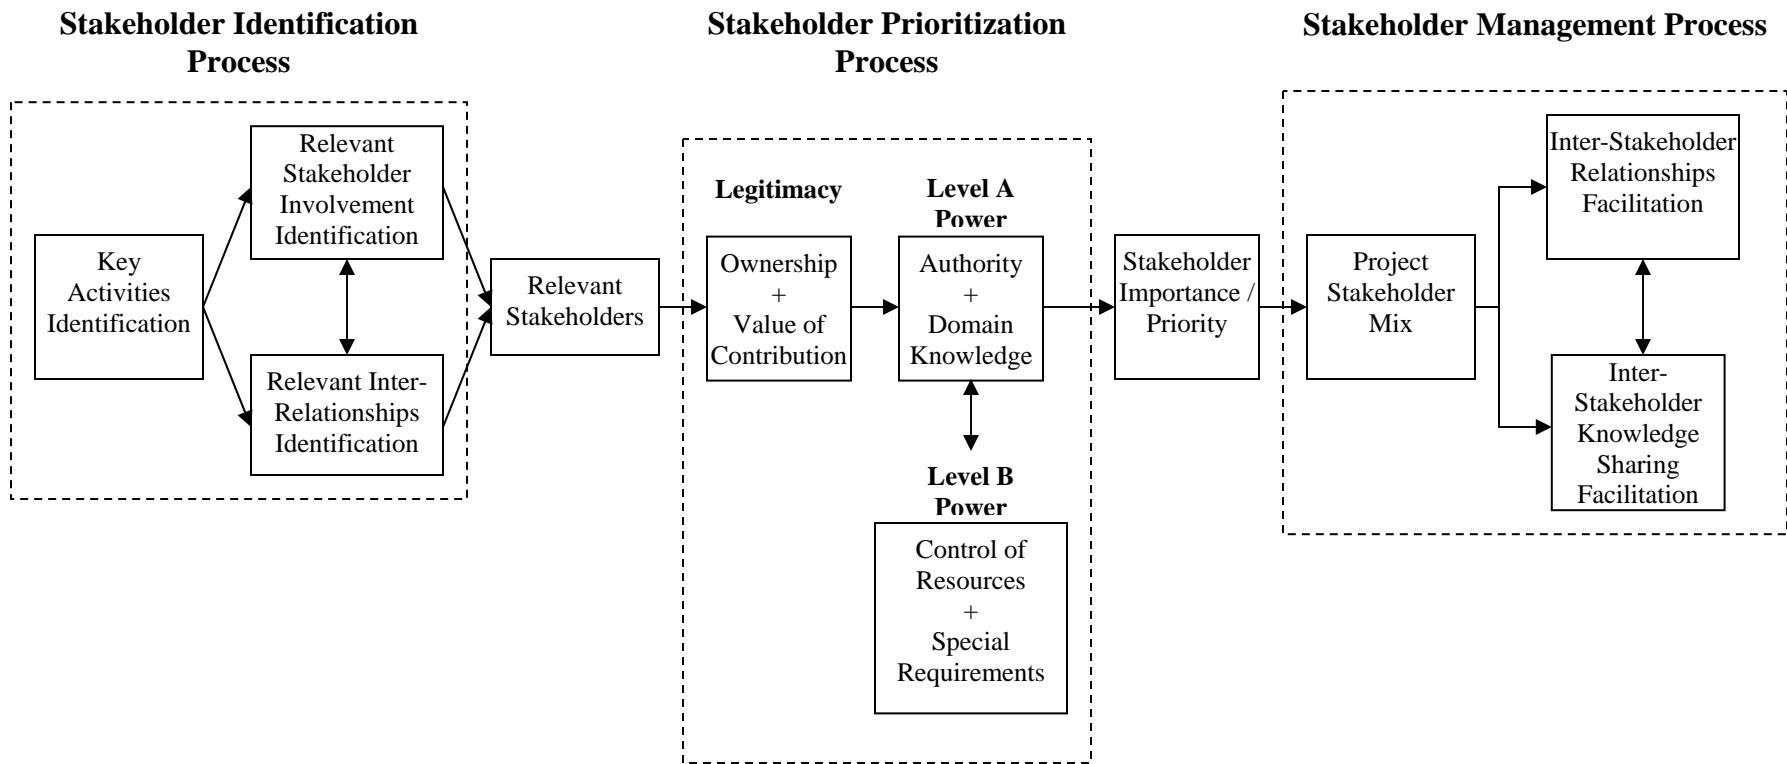 Stakeholder Identification
Process
Stakeholder Prioritization
Process
Stakeholder Management Process
Key
Activities
Identification
Relevant
Stakeholder
Involvement
Identification
Relevant Inter-
Relationships
Identification
Relevant
Stakeholders
Legitimacy
Ownership
+
Value of
Contribution
Level A
Power
Authority
+
Domain
Knowledge
Level B
Power
Control of
Resources
+
Special
Requirements
Stakeholder
Importance /
Priority
Project
Stakeholder
Mix
Inter-Stakeholder
Relationships
Facilitation
Inter-
Stakeholder
Knowledge
Sharing
Facilitation